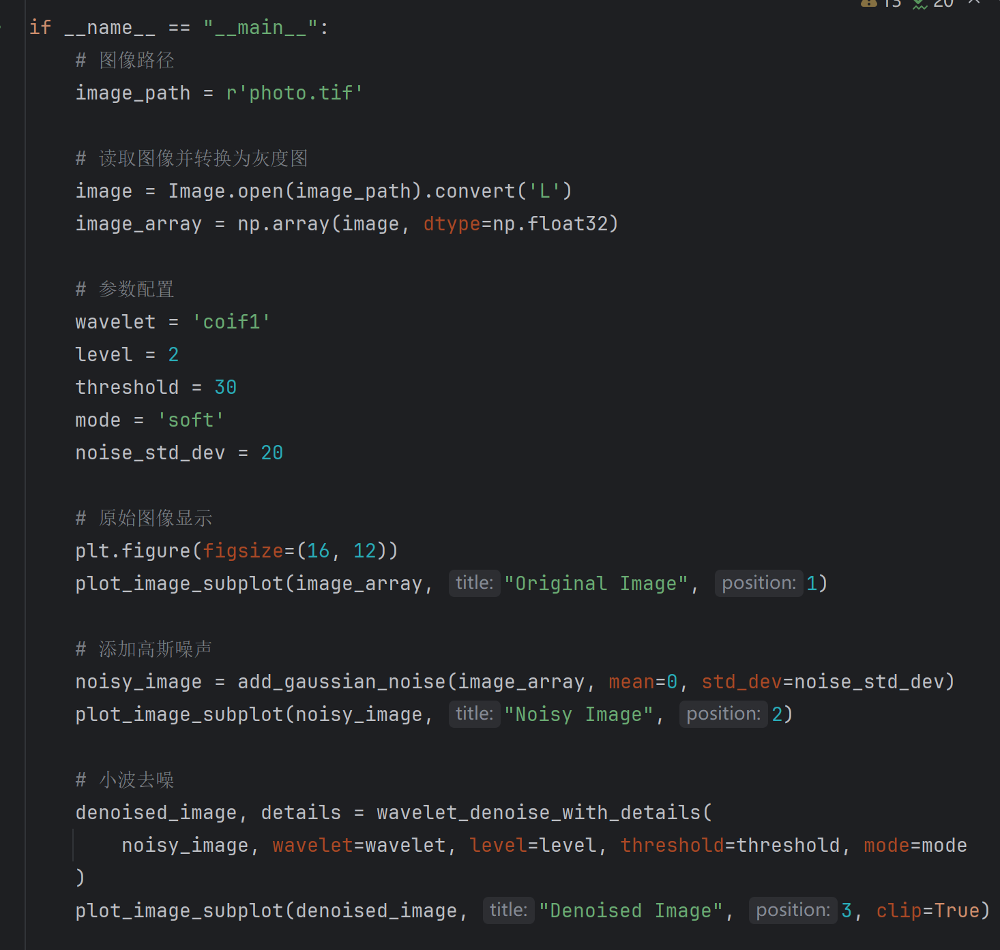 13 20
if __name__ == "__main__":
# 图像路径
image_path = r'photo.tif'
# 读取图像并转换为灰度图
image = Image.open(image_path).convert('L')
image_array = np.array(image, dtype=np.float32)
# 参数配置
wavelet = 'coif1'
level = 2
threshold = 30
mode = 'soft'
noise_std_dev = 20
# 原始图像显示
plt.figure(figsize=(16, 12))
plot_image_subplot(image_array, title: "Original Image", position: 1)
# 添加高斯噪声
noisy_image = add_gaussian_noise(image_array, mean=0, std_dev=noise_std_dev)
plot_image_subplot(noisy_image, title: "Noisy Image", position: 2)
# 小波去噪
denoised_image, details = wavelet_denoise_with_details(
noisy_image, wavelet=wavelet, level=level, threshold=threshold, mode=mode
)
plot_image_subplot(denoised_image, title: "Denoised Image", position: 3, clip=True)